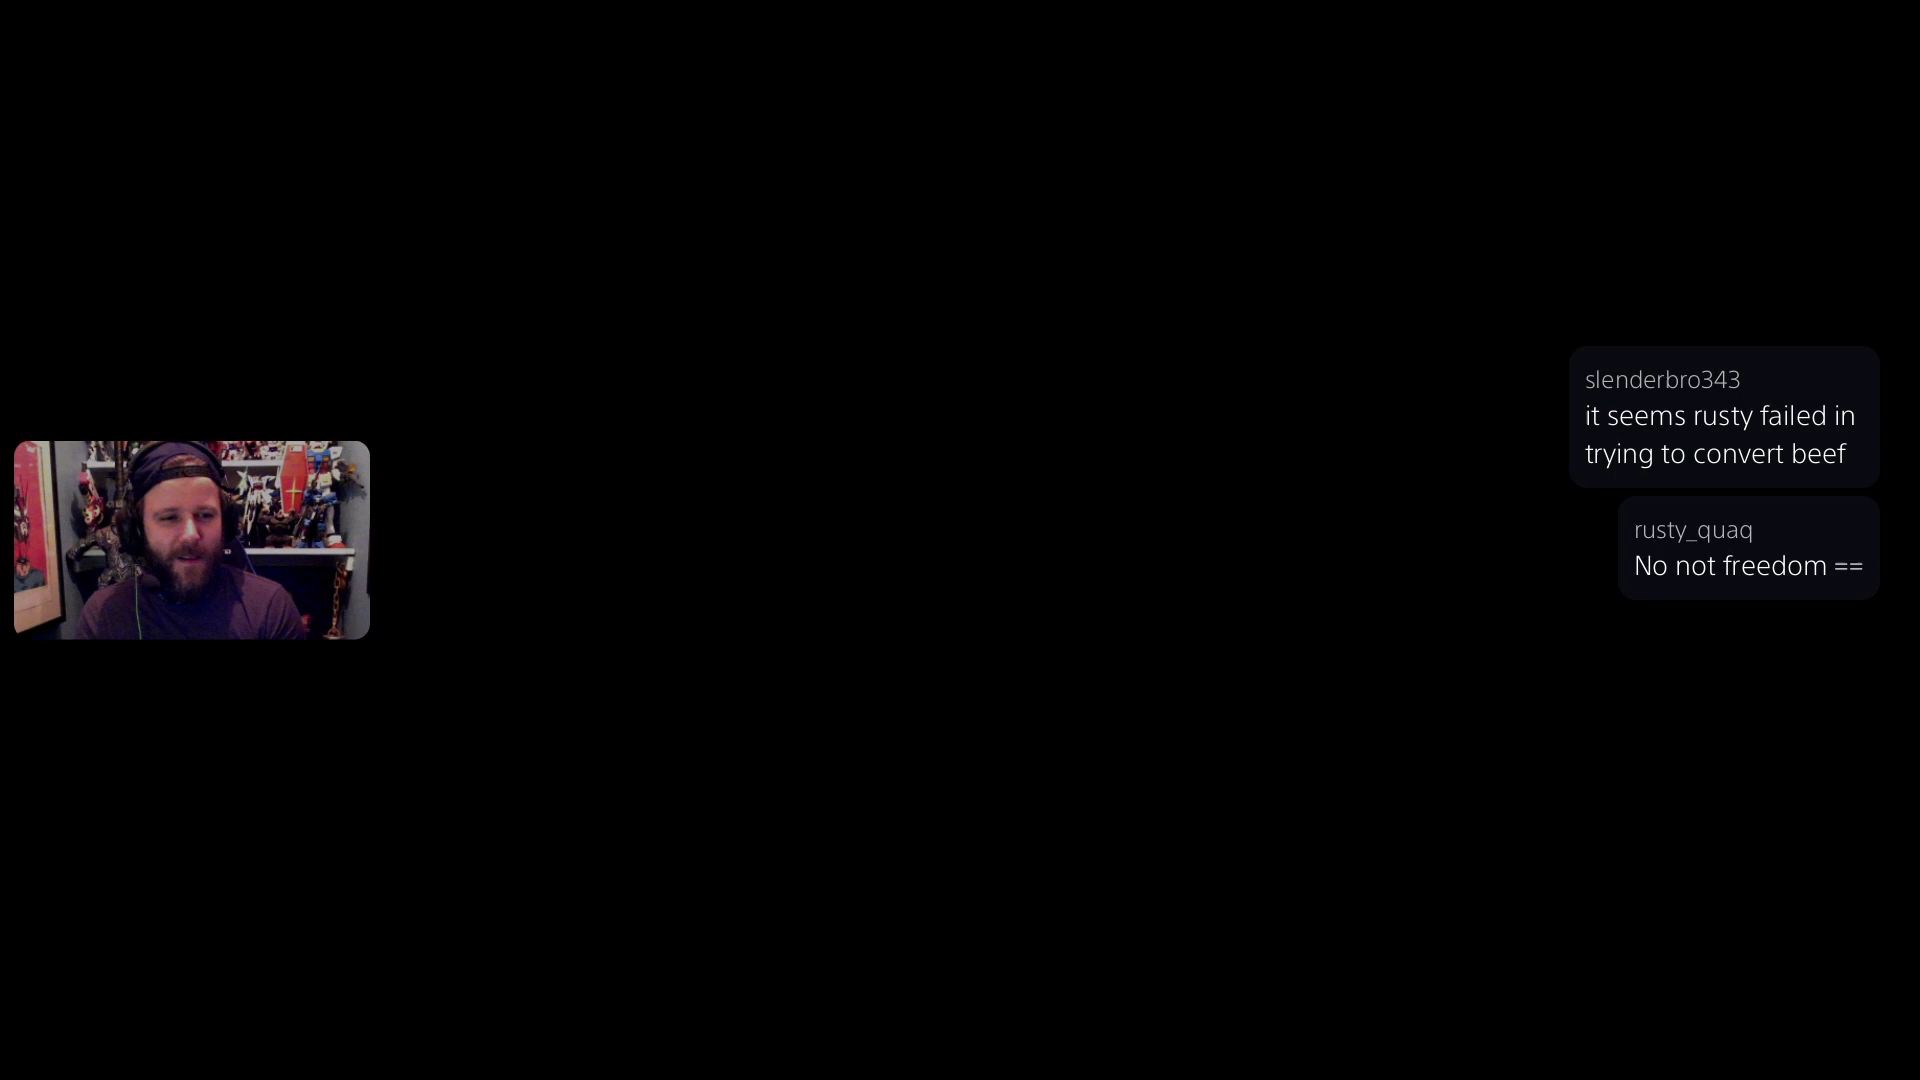 slenderbro343
it seems rusty failed in
trying to convert beef
rusty_quaq
No not freedom ==